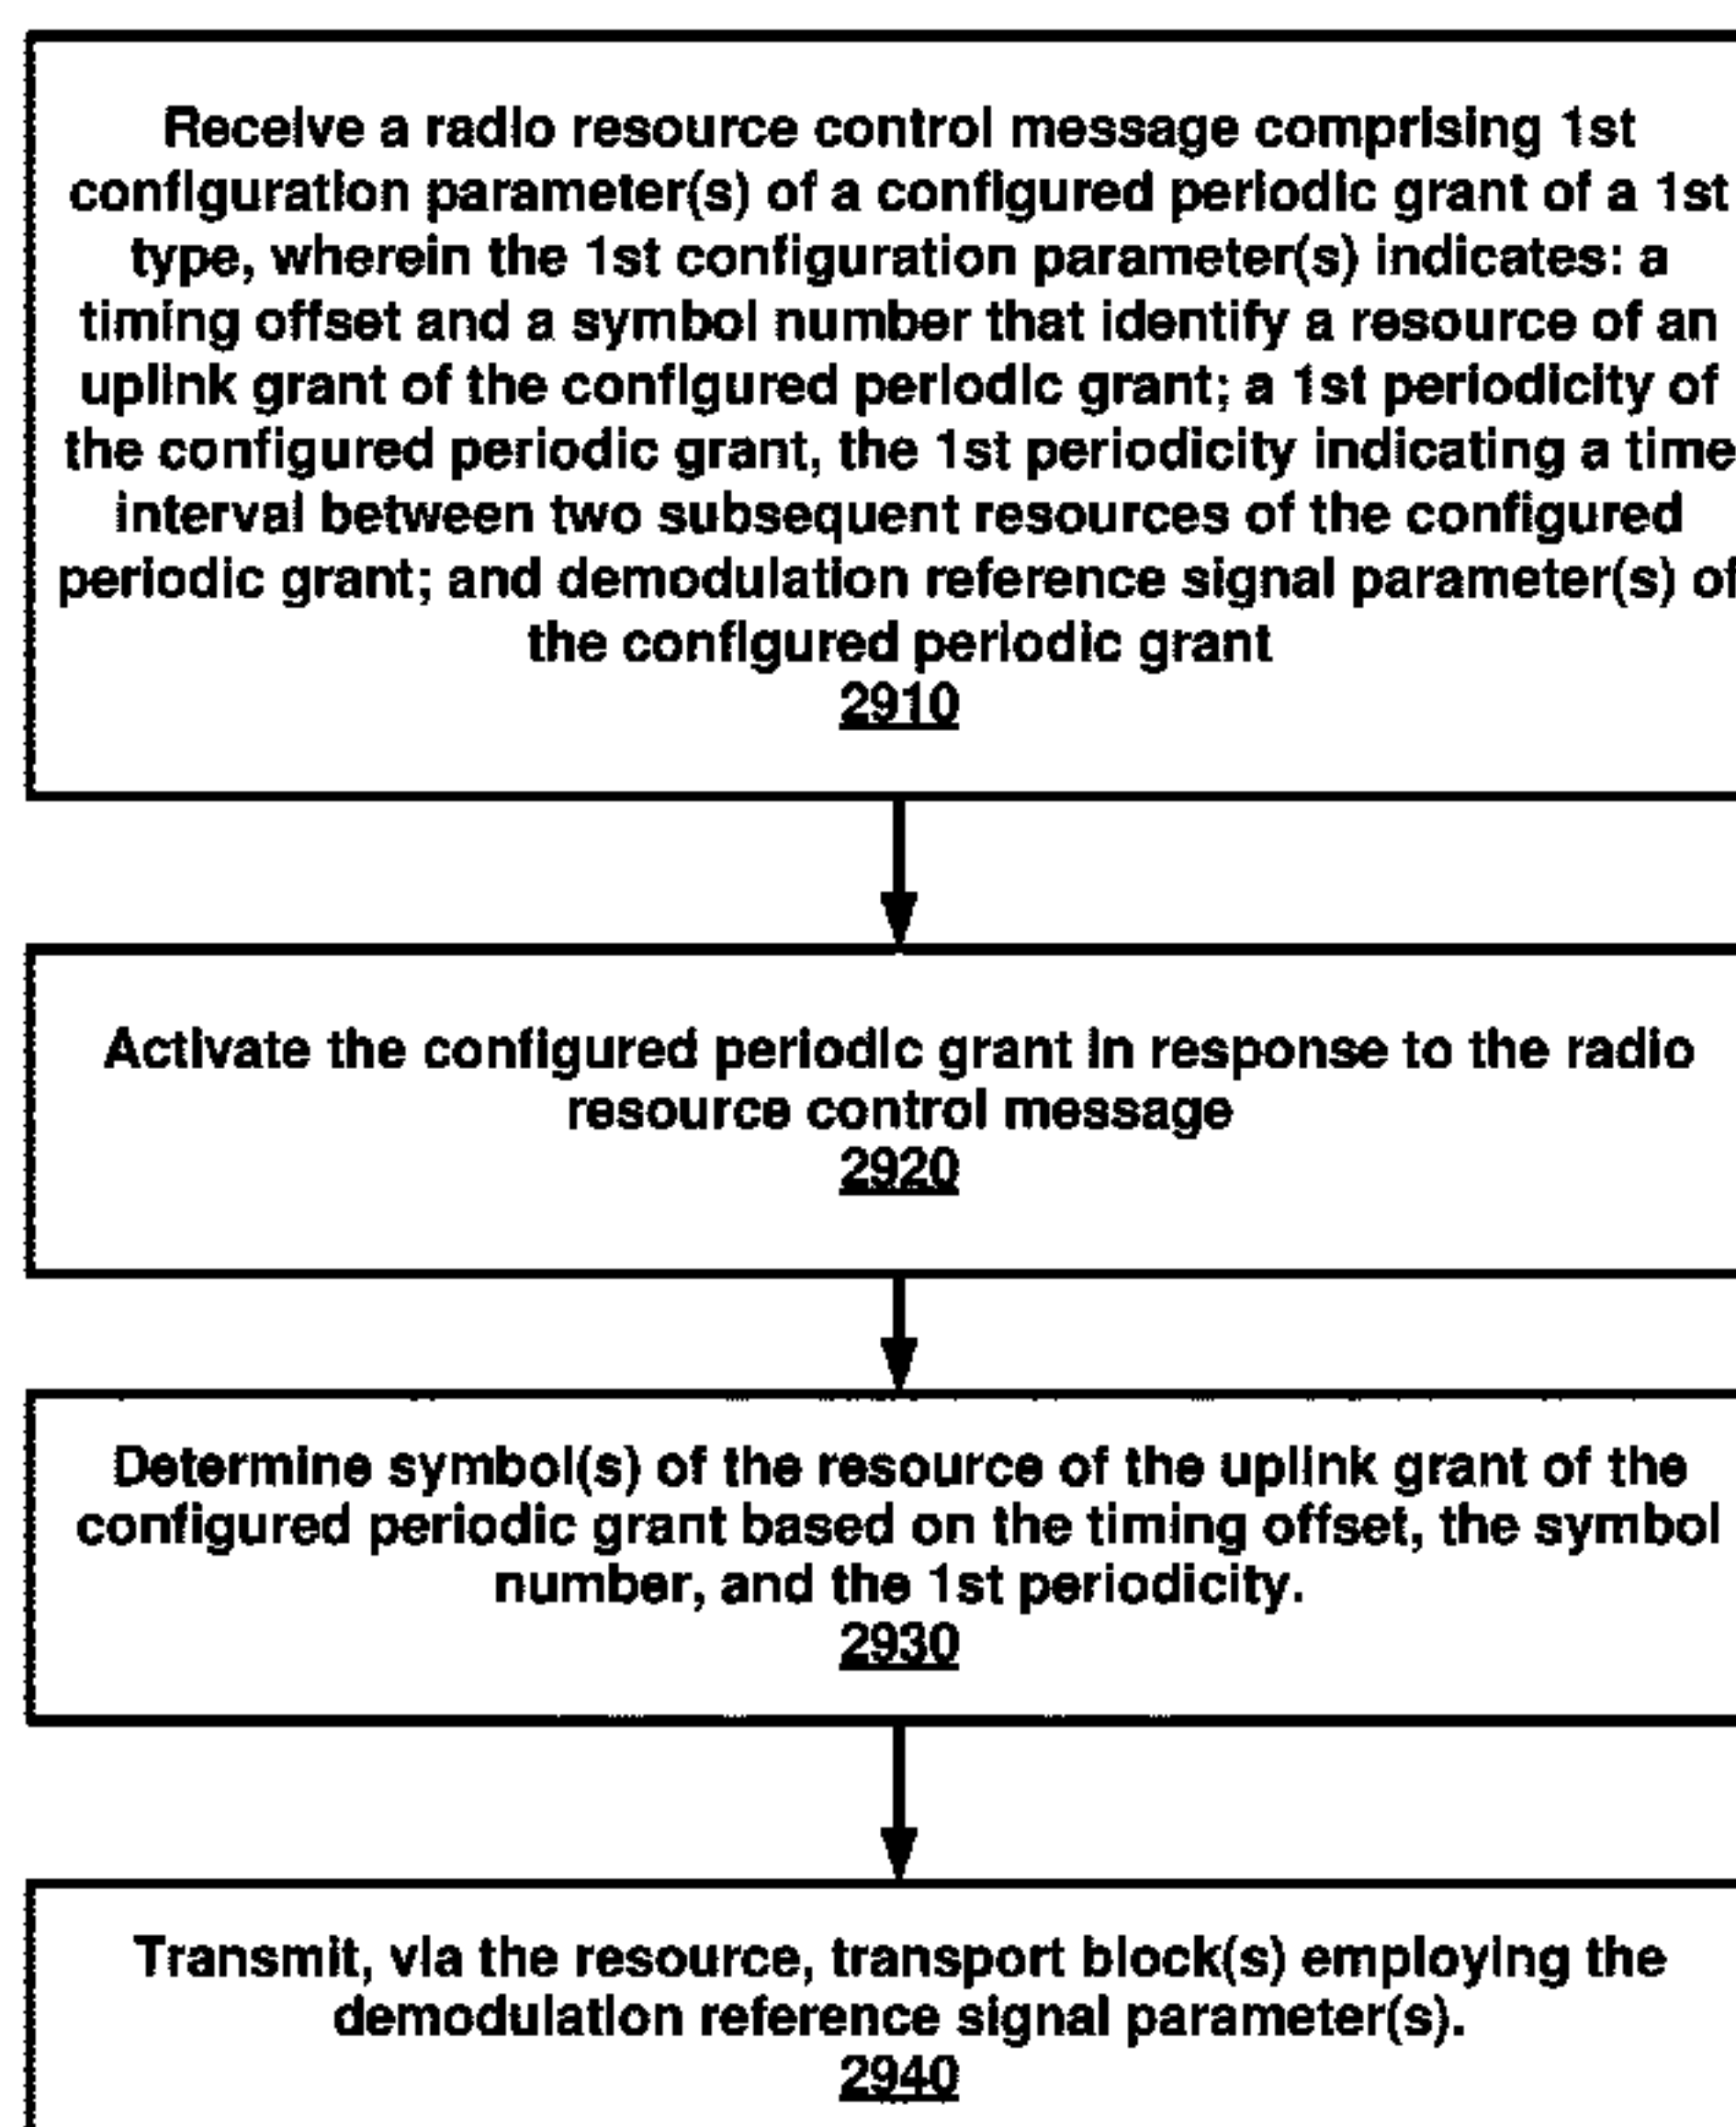 Receive a radio resource control message comprising 1st
configuration parameter(s) of a configured periodic grant of a 1st
type, wherein the 1st configuration parameter(s) indicates: a
timing offset and a symbol number that identify a resource of an
uplink grant of the configured periodic grant; a 1st periodicity of
the configured periodic grant, the 1st periodicity indicating a time
interval between two subsequent resources of the configured
periodic grant; and demodulation reference signal parameter(s) of
the configured periodic grant
2910
Activate the configured periodic grant in response to the radio
resource control message
2920
Determine symbol(s) of the resource of the uplink grant of the
configured periodic grant based on the timing offset, the symbol
number, and the 1st periodicity.
2930
Transmit, via the resource, transport block(s) employing the
demodulation reference signal parameter(s).
2940